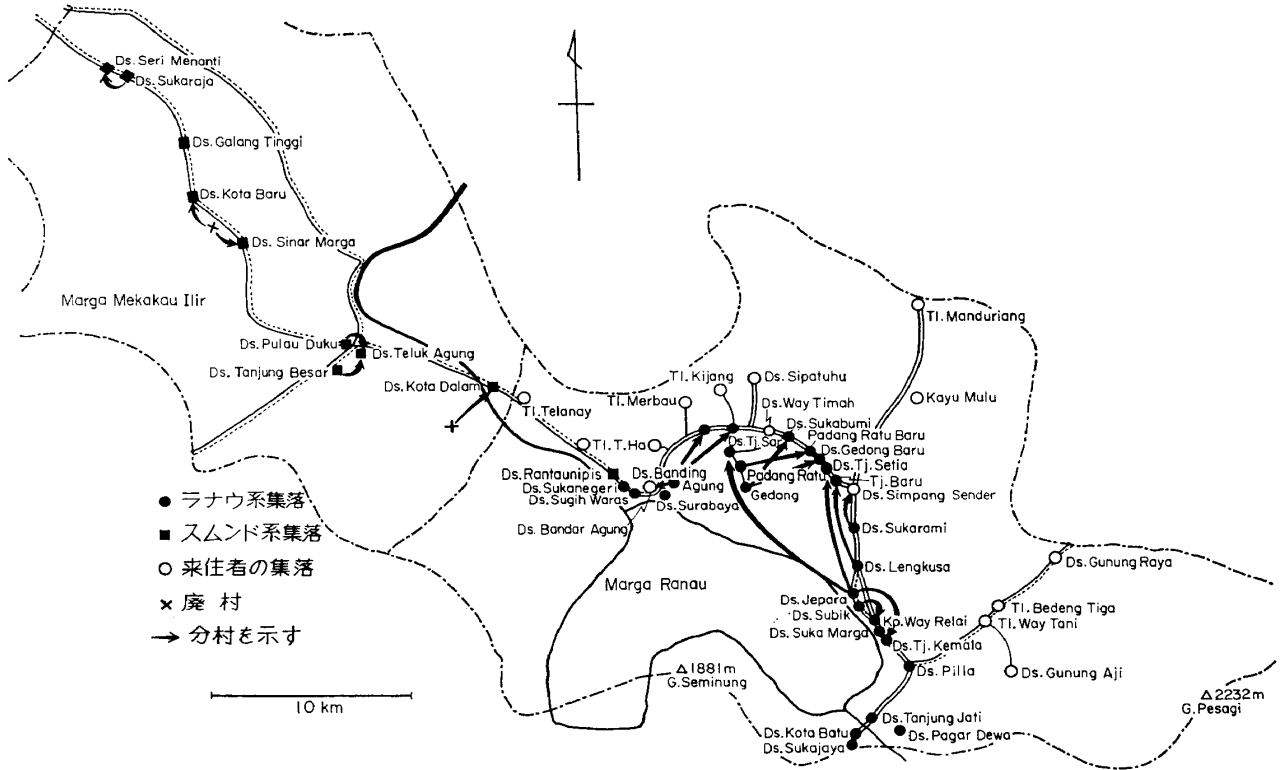 Ds. Seri Menanti
Ds. Sukaraja
Ds. Galang Tinggi
Ds. Kota Baru
Ds. Sinar Marga
Marga Mekakau Ilir
Ds. Pulau Duku
Ds. Teluk Agung
Ds. Tanjung Besar
Ds. Kota Dalam
Tl. Telanay
Tl. Manduriang
Tl. Kijang
Ds. Sipatuhu
Tl. Merbau
Ds. Way Timah
Kayu Mulu
Ds. Sukabumi
Padang Ratu Baru
Tl. T. Ha
Ds. Tj. Sari
Ds. Gedong Baru
Ds. Tj. Setia
Ds. Rantaunipis
Ds. Banding
Agung
Padang Ratu
Tj. Baru
Ds. Sukanegeri
Gedong
Ds. Simpang Sender
Ds. Sugih Waras
Ds. Surabaya
Ds. Bandar Agung
Ds. Sukarami
Ds. Lengkusa
Ds. Gunung Raya
Marga Ranau
Ds. Jepara
Ds. Subik
Kp. Way Relai
Tl. Bedeng Tiga
Tl. Way Tani
Ds. Suka Marga
Ds. Tj. Kemala
Ds. Pilla
Ds. Gunung Aji
△1881m
G. Seminung
△2232m
G. Pesagi
Ds. Tanjung Jati
Ds. Kota Batu
Ds. Pagar Dewa
Ds. Sukajaya
● ラナウ系集落
■ スムンド系集落
○ 来住者の集落
× 廃村
→ 分村を示す
10 km